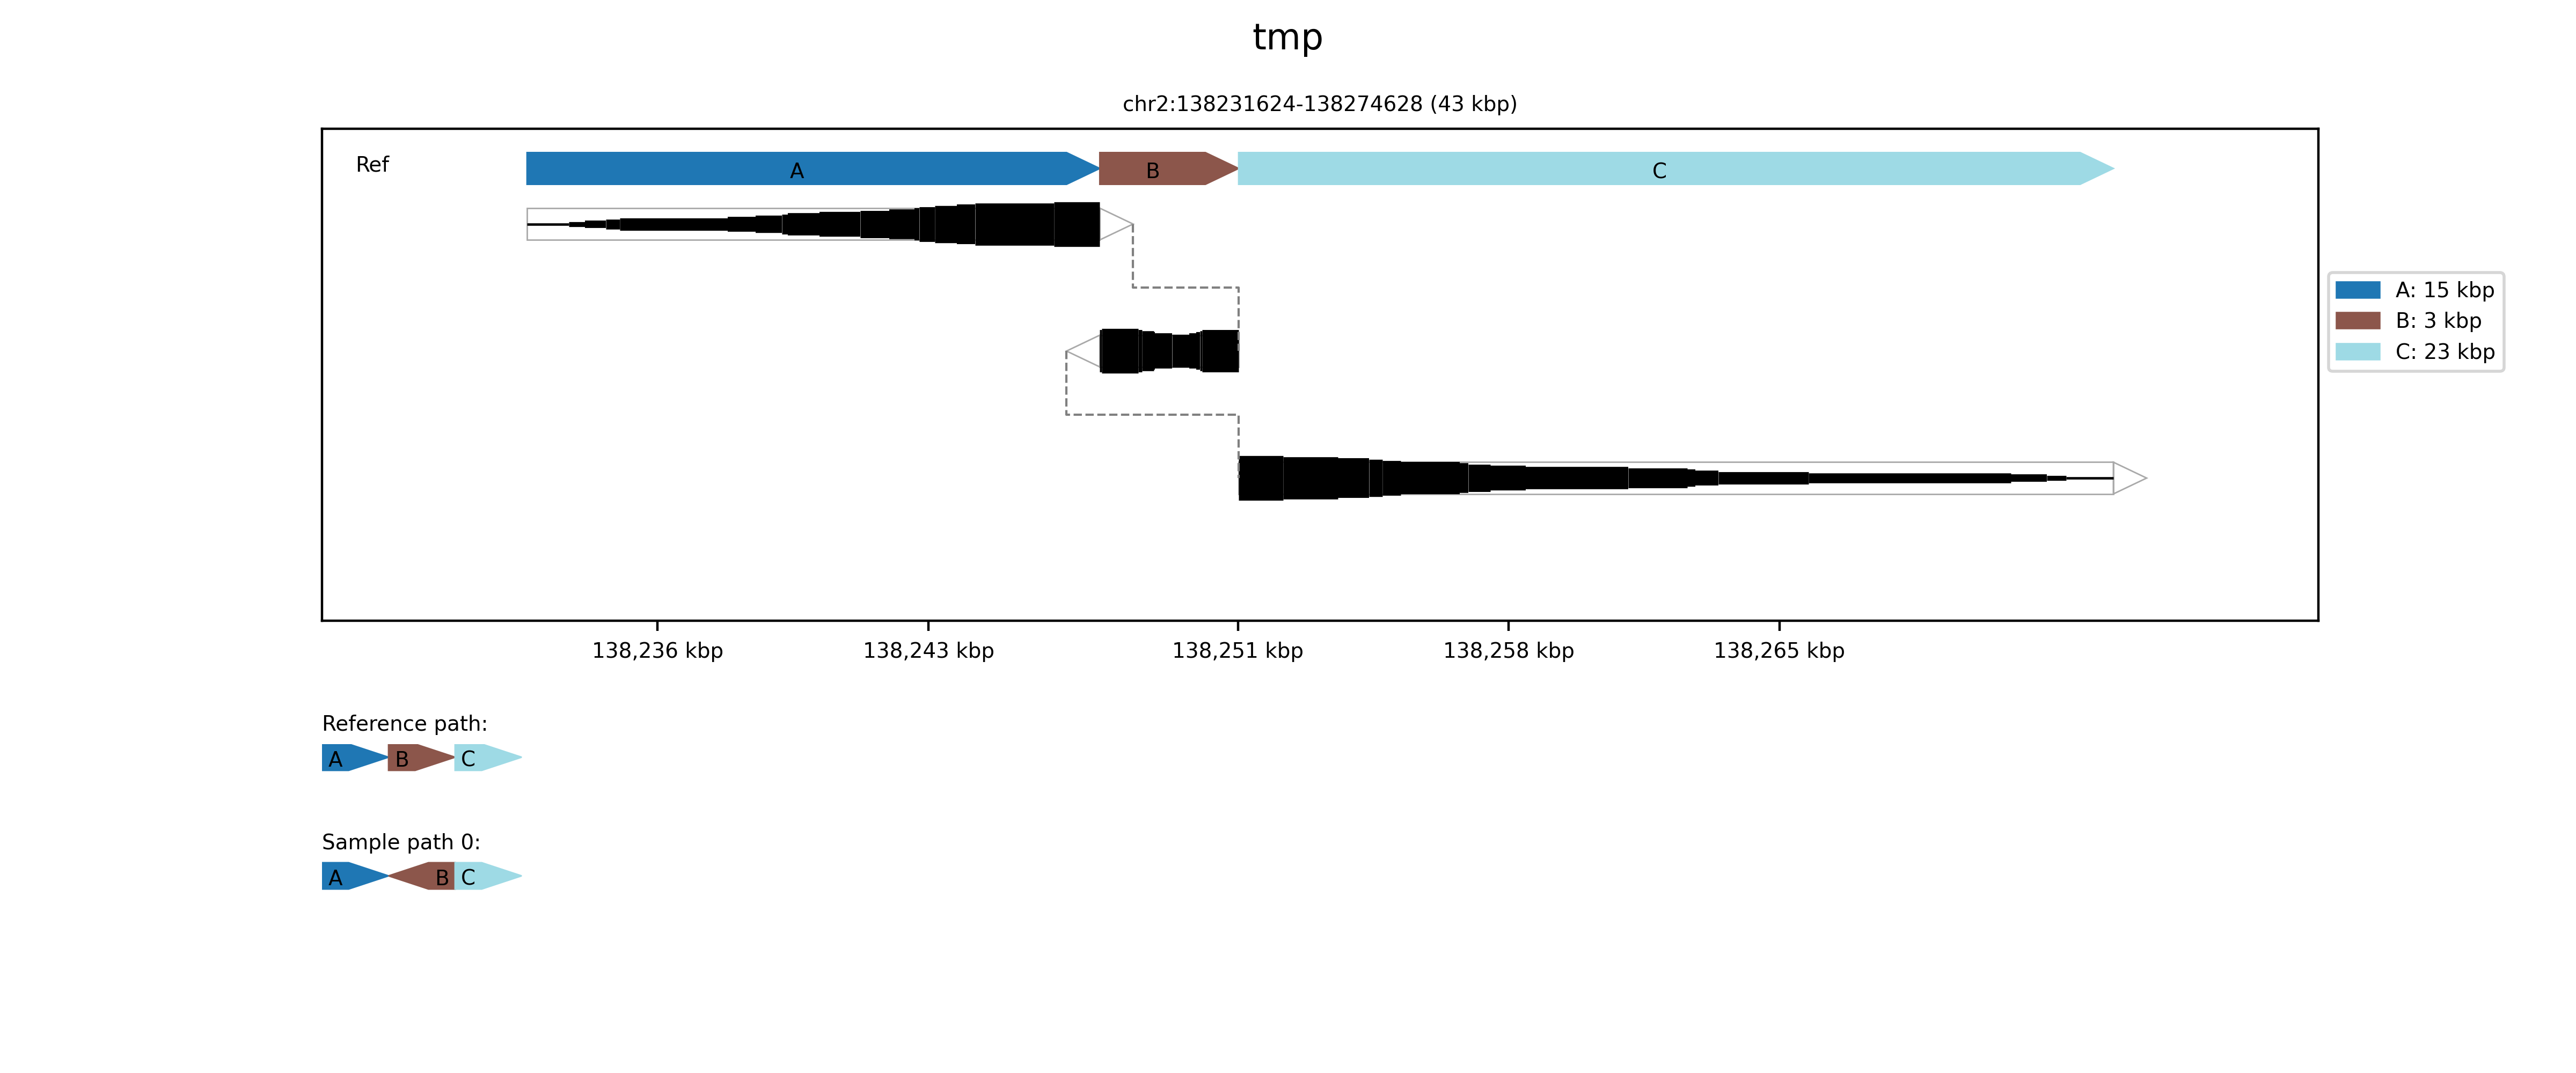 tmp
chr2:138231624-138274628 (43 kbp)
Ref
A
B
C
A: 15 kbp
B: 3 kbp
C: 23 kbp
138,236 kbp
138,243 kbp
138,251 kbp
138,258 kbp
138,265 kbp
Reference path:
A B C
Sample path 0:
A B C